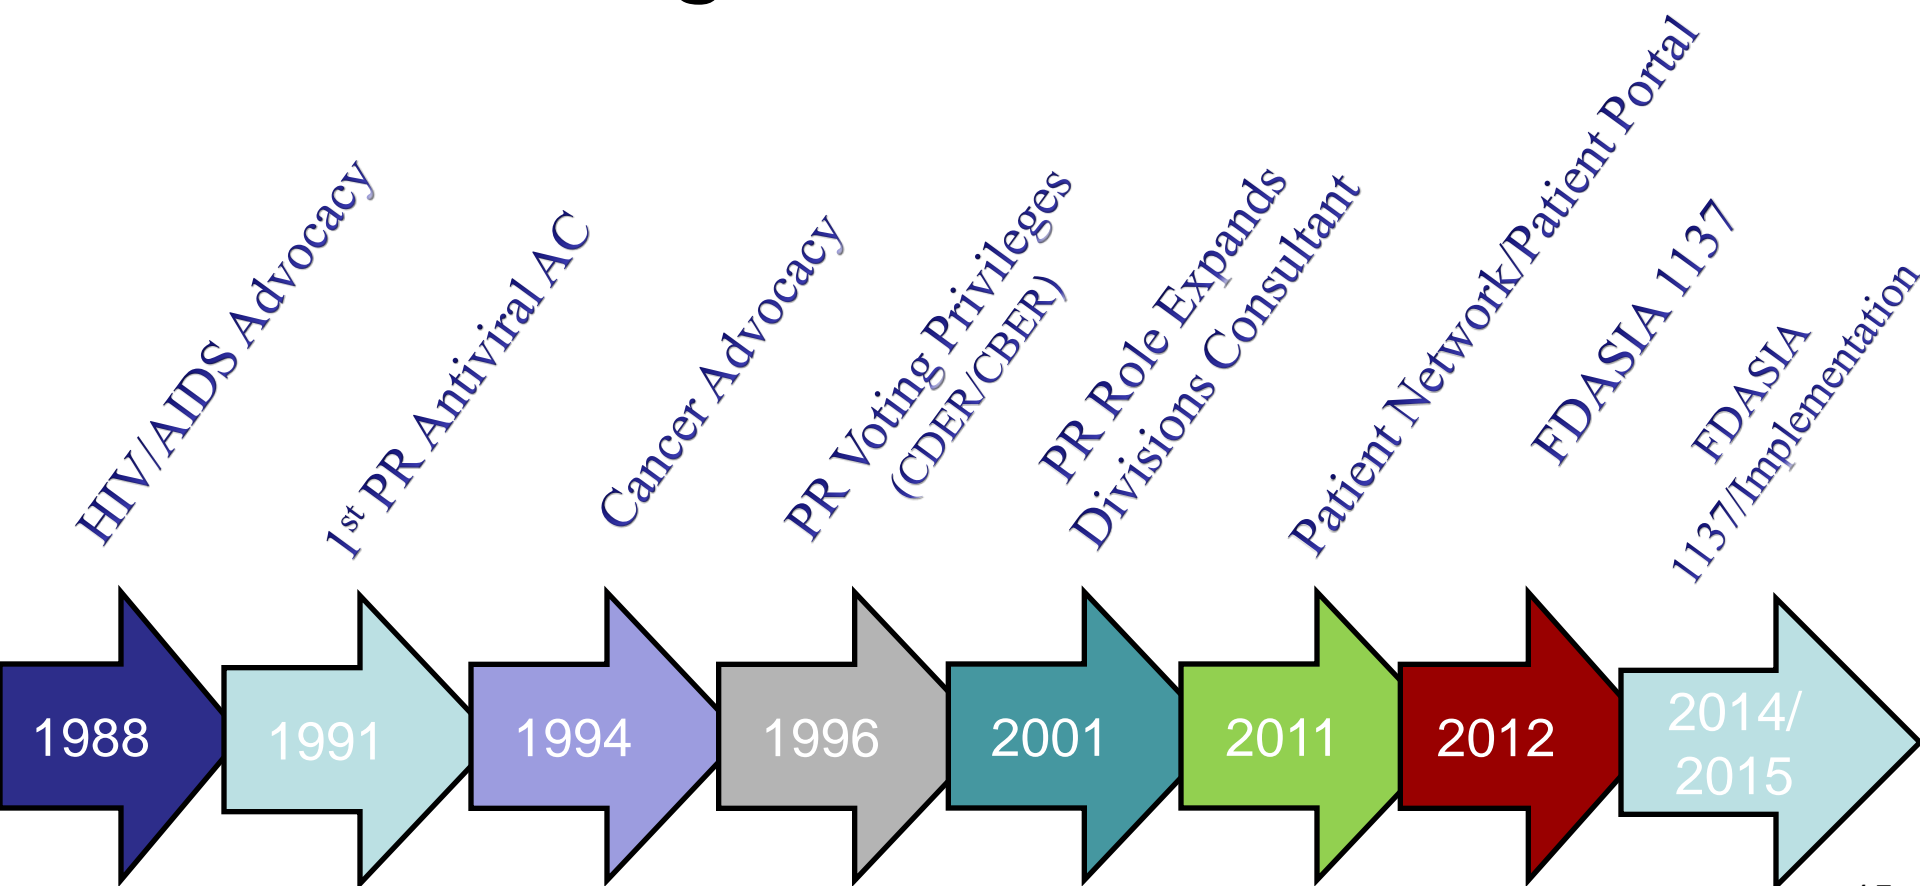 HIV/AIDS Advocacy
1st PR Antiviral AC
Cancer Advocacy
PR Voting Privileges
(CDER/CBER)
PR Role Expands
Divisions Consultant
Patient Network/Patient Portal
FDASIA 1137
FDASIA
1137/Implementation
1988
1991
1994
1996
2001
2011
2012
2014/
2015